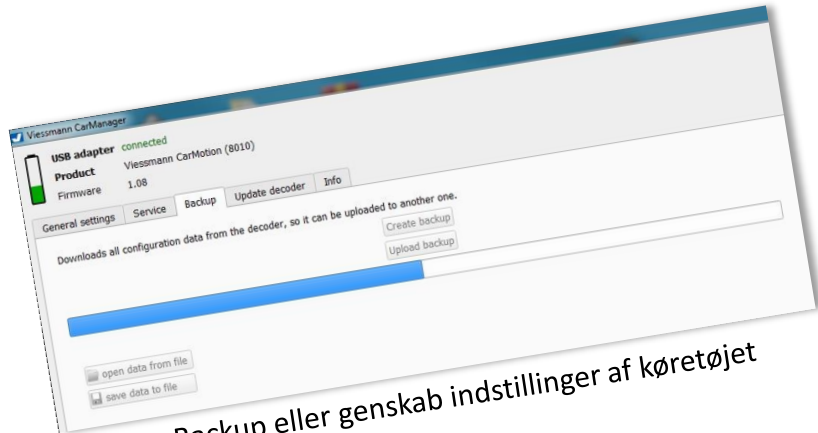 Viessmann CarManager
USB adapter connected
Product Viessmann CarMotion (8010)
Firmware 1.08
General settings Service Backup Update decoder Info
Downloads all configuration data from the decoder, so it can be uploaded to another one.
Create backup
Upload backup
open data from file
save data to file
Backup eller genskab indstillinger af køretøjet